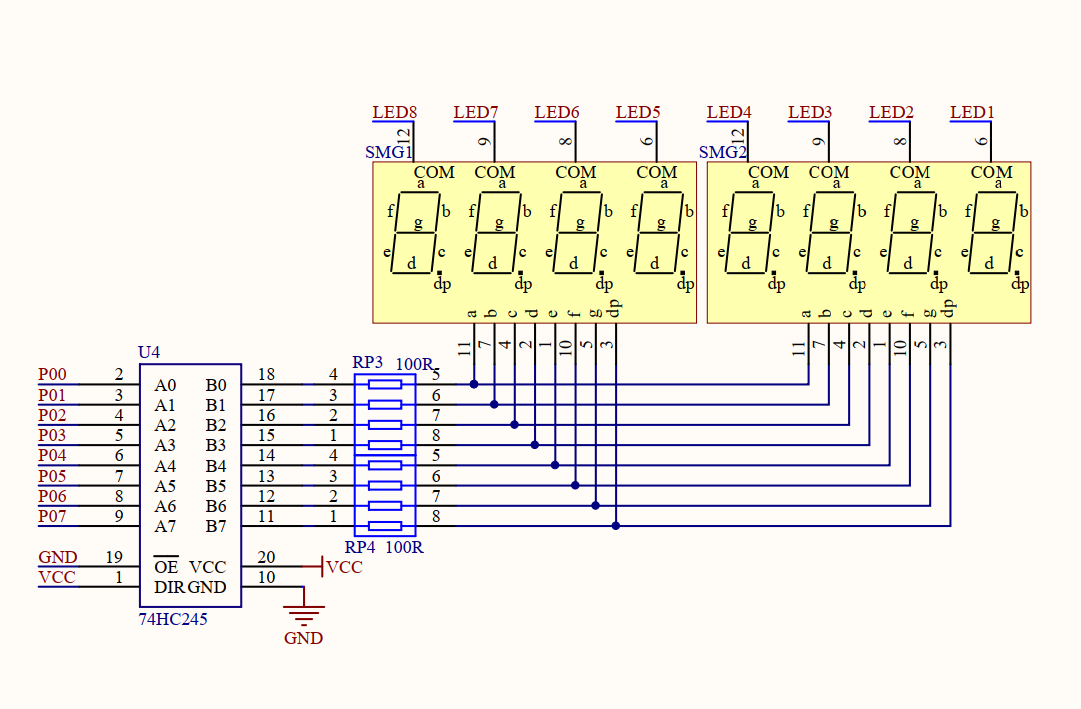 LED8 LED7 LED6 LED5 LED4 LED3 LED2 LED1
12 9 8 6 12 9 8 6
SMG1 SMG2
COM COM COM COM COM COM COM COM
a a a a a a a a
f b f b f b f b f b f b f b f b
g g g g g g g g
e c e c e c e c e c e c e c e c
d d d d d d d d
dp dp dp dp dp dp dp dp
a b c d e f g dp a b c d e f g dp
11 7 4 2 1 10 5 3 11 7 4 2 1 10 5 3
U4
RP3 100R
P00 2 A0 B0 18 4 5
P01 3 A1 B1 17 3 6
P02 4 A2 B2 16 2 7
P03 5 A3 B3 15 1 8
P04 6 A4 B4 14 4 5
P05 7 A5 B5 13 3 6
P06 8 A6 B6 12 2 7
P07 9 A7 B7 11 1 8
RP4 100R
GND 19 OE VCC 20 VCC
VCC 1 DIR GND 10
74HC245
GND